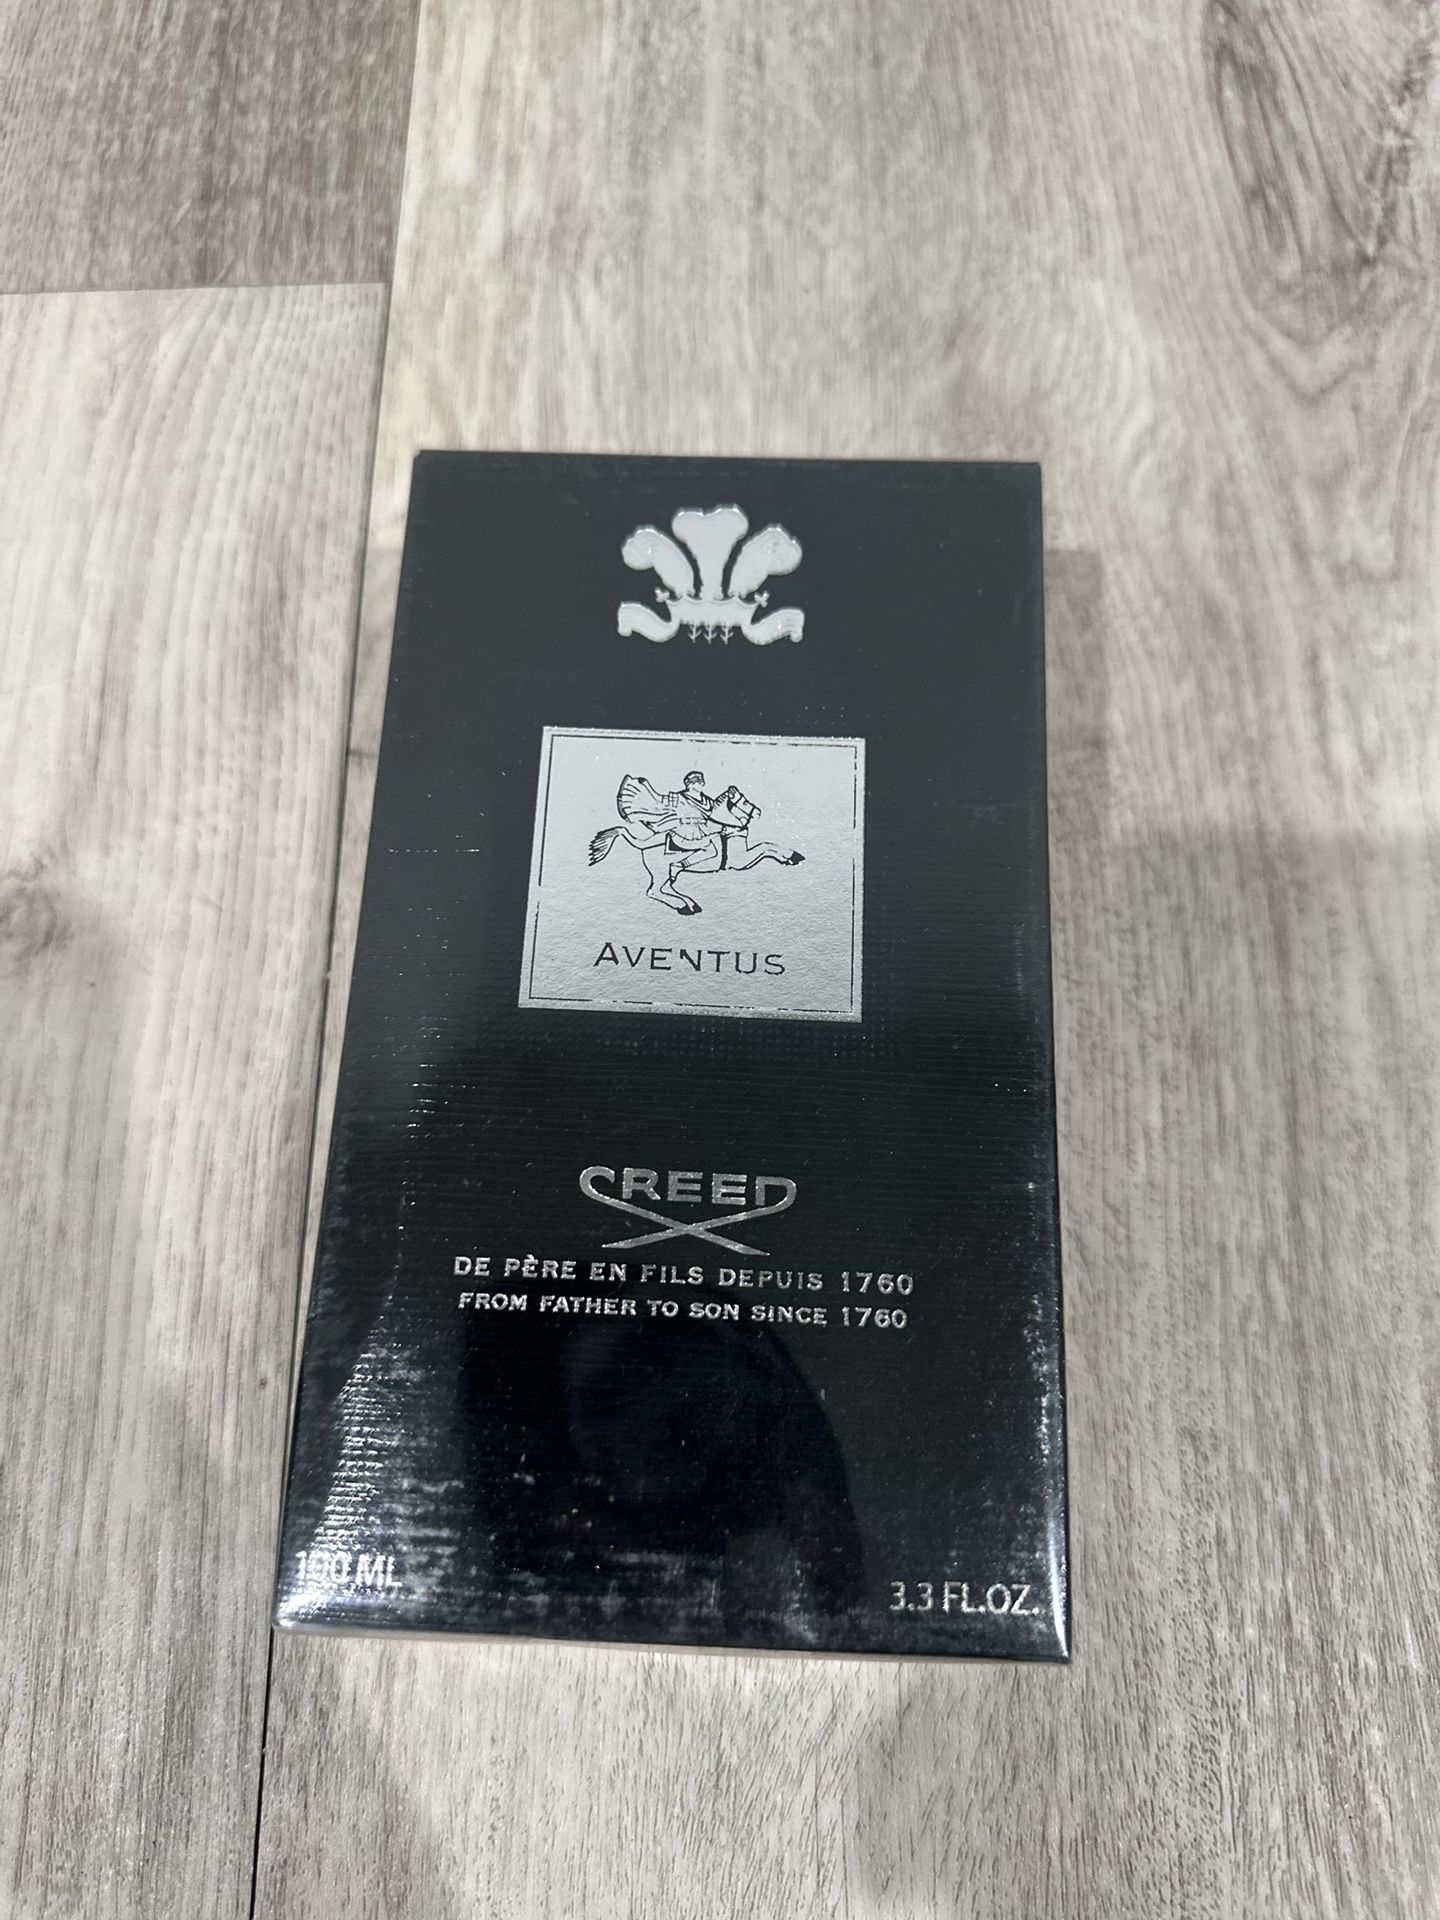 AVENTUS
CREED
DE PÈRE EN FILS DEPUIS 1760
FROM FATHER TO SON SINCE 1760
100 ML
3.3 FL.OZ.